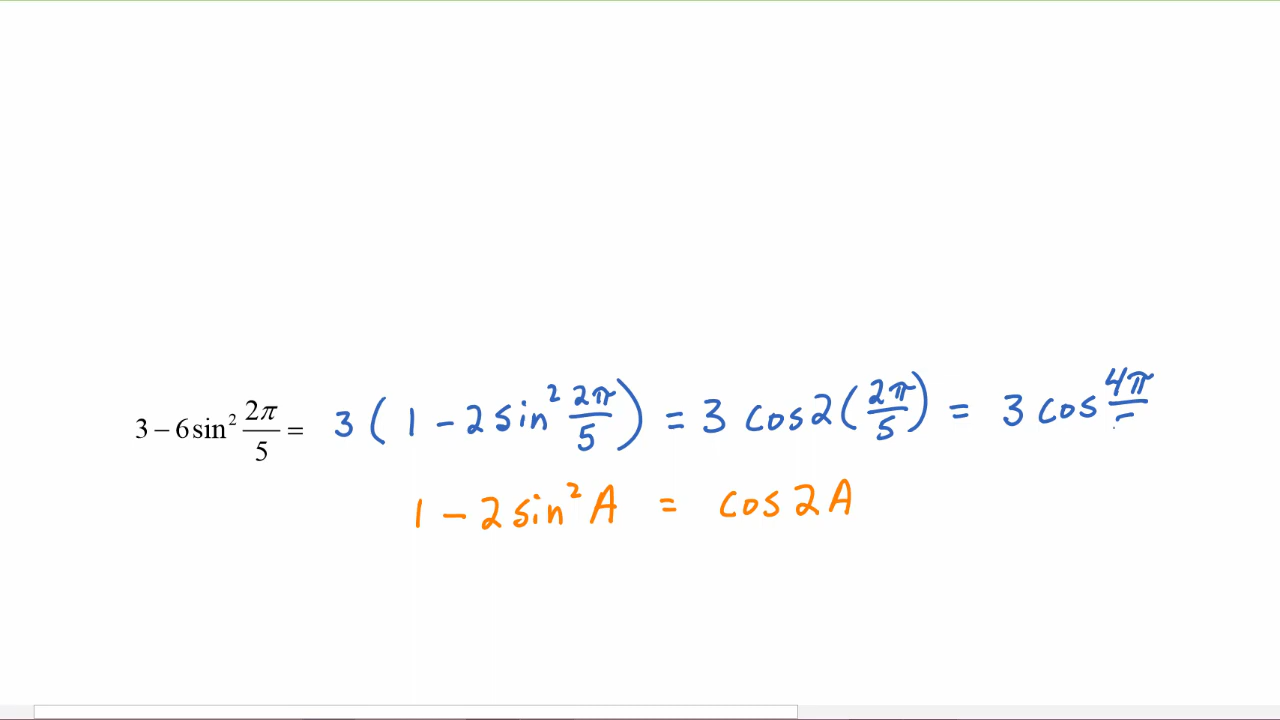 3 − 6 sin² 2π/5 = 3 ( 1 − 2 sin² 2π/5 ) = 3 cos 2 ( 2π/5 ) = 3 cos 4π/
1 − 2 sin² A = cos 2A